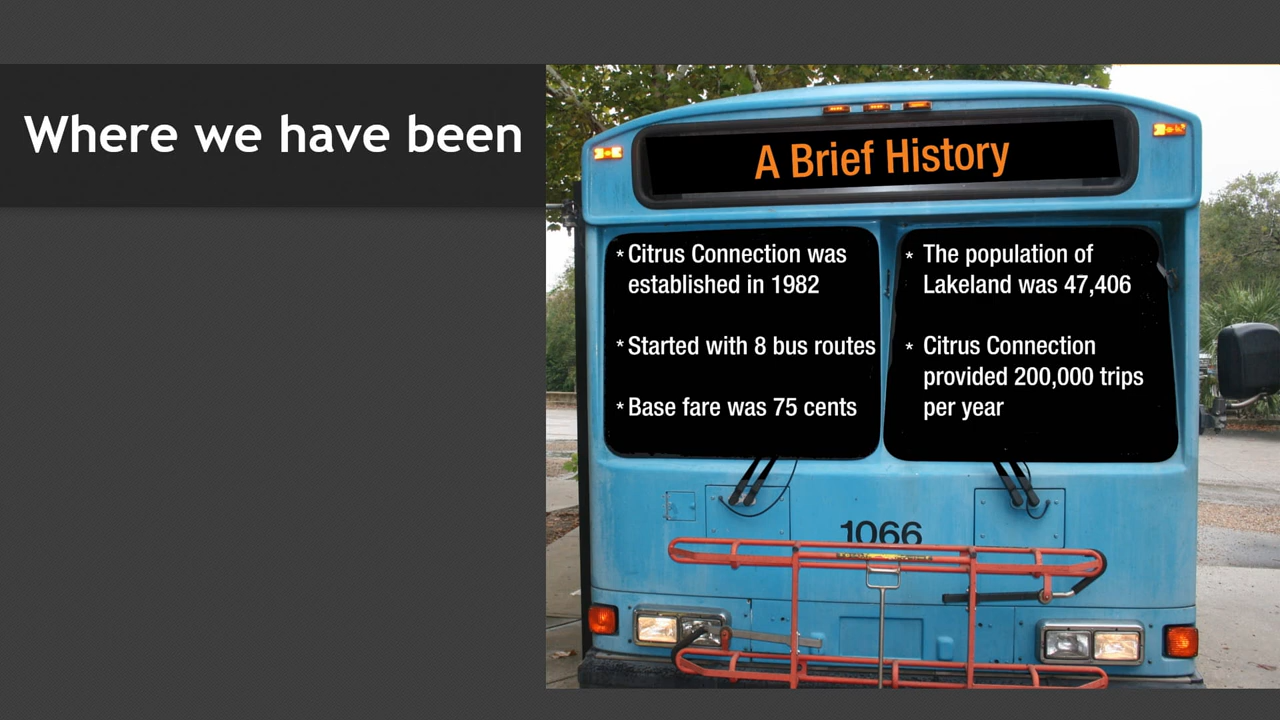 Where we have been
A Brief History
* Citrus Connection was
established in 1982
* Started with 8 bus routes
* Base fare was 75 cents
* The population of
Lakeland was 47,406
* Citrus Connection
provided 200,000 trips
per year
1066